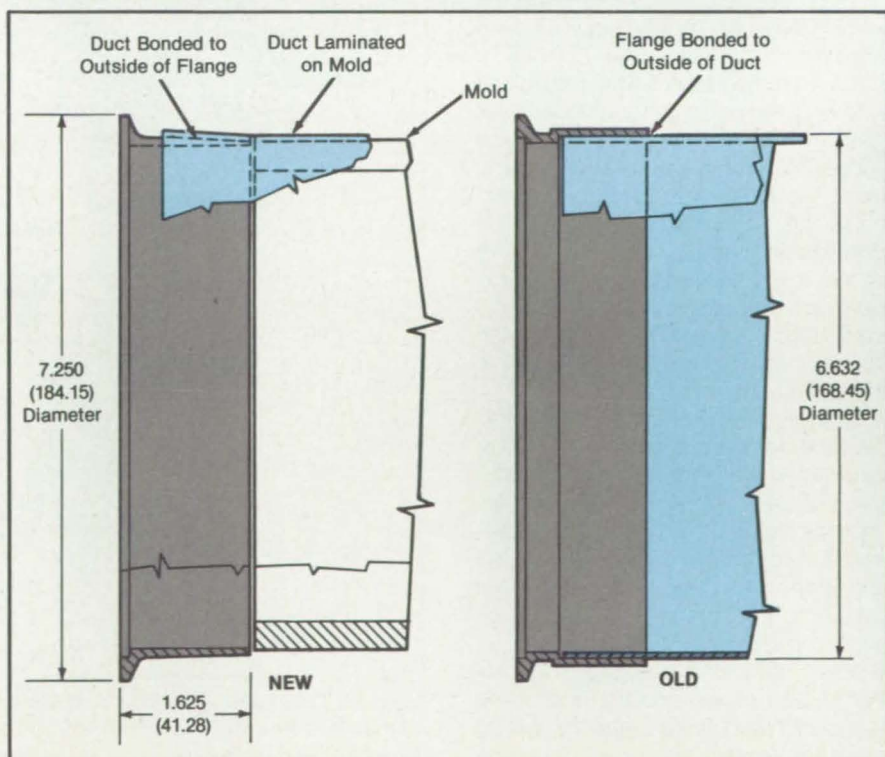 Duct Bonded to
Outside of Flange
Duct Laminated
on Mold
Mold
7.250
(184.15)
Diameter
1.625
(41.28)
NEW
Flange Bonded to
Outside of Duct
6.632
(168.45)
Diameter
OLD